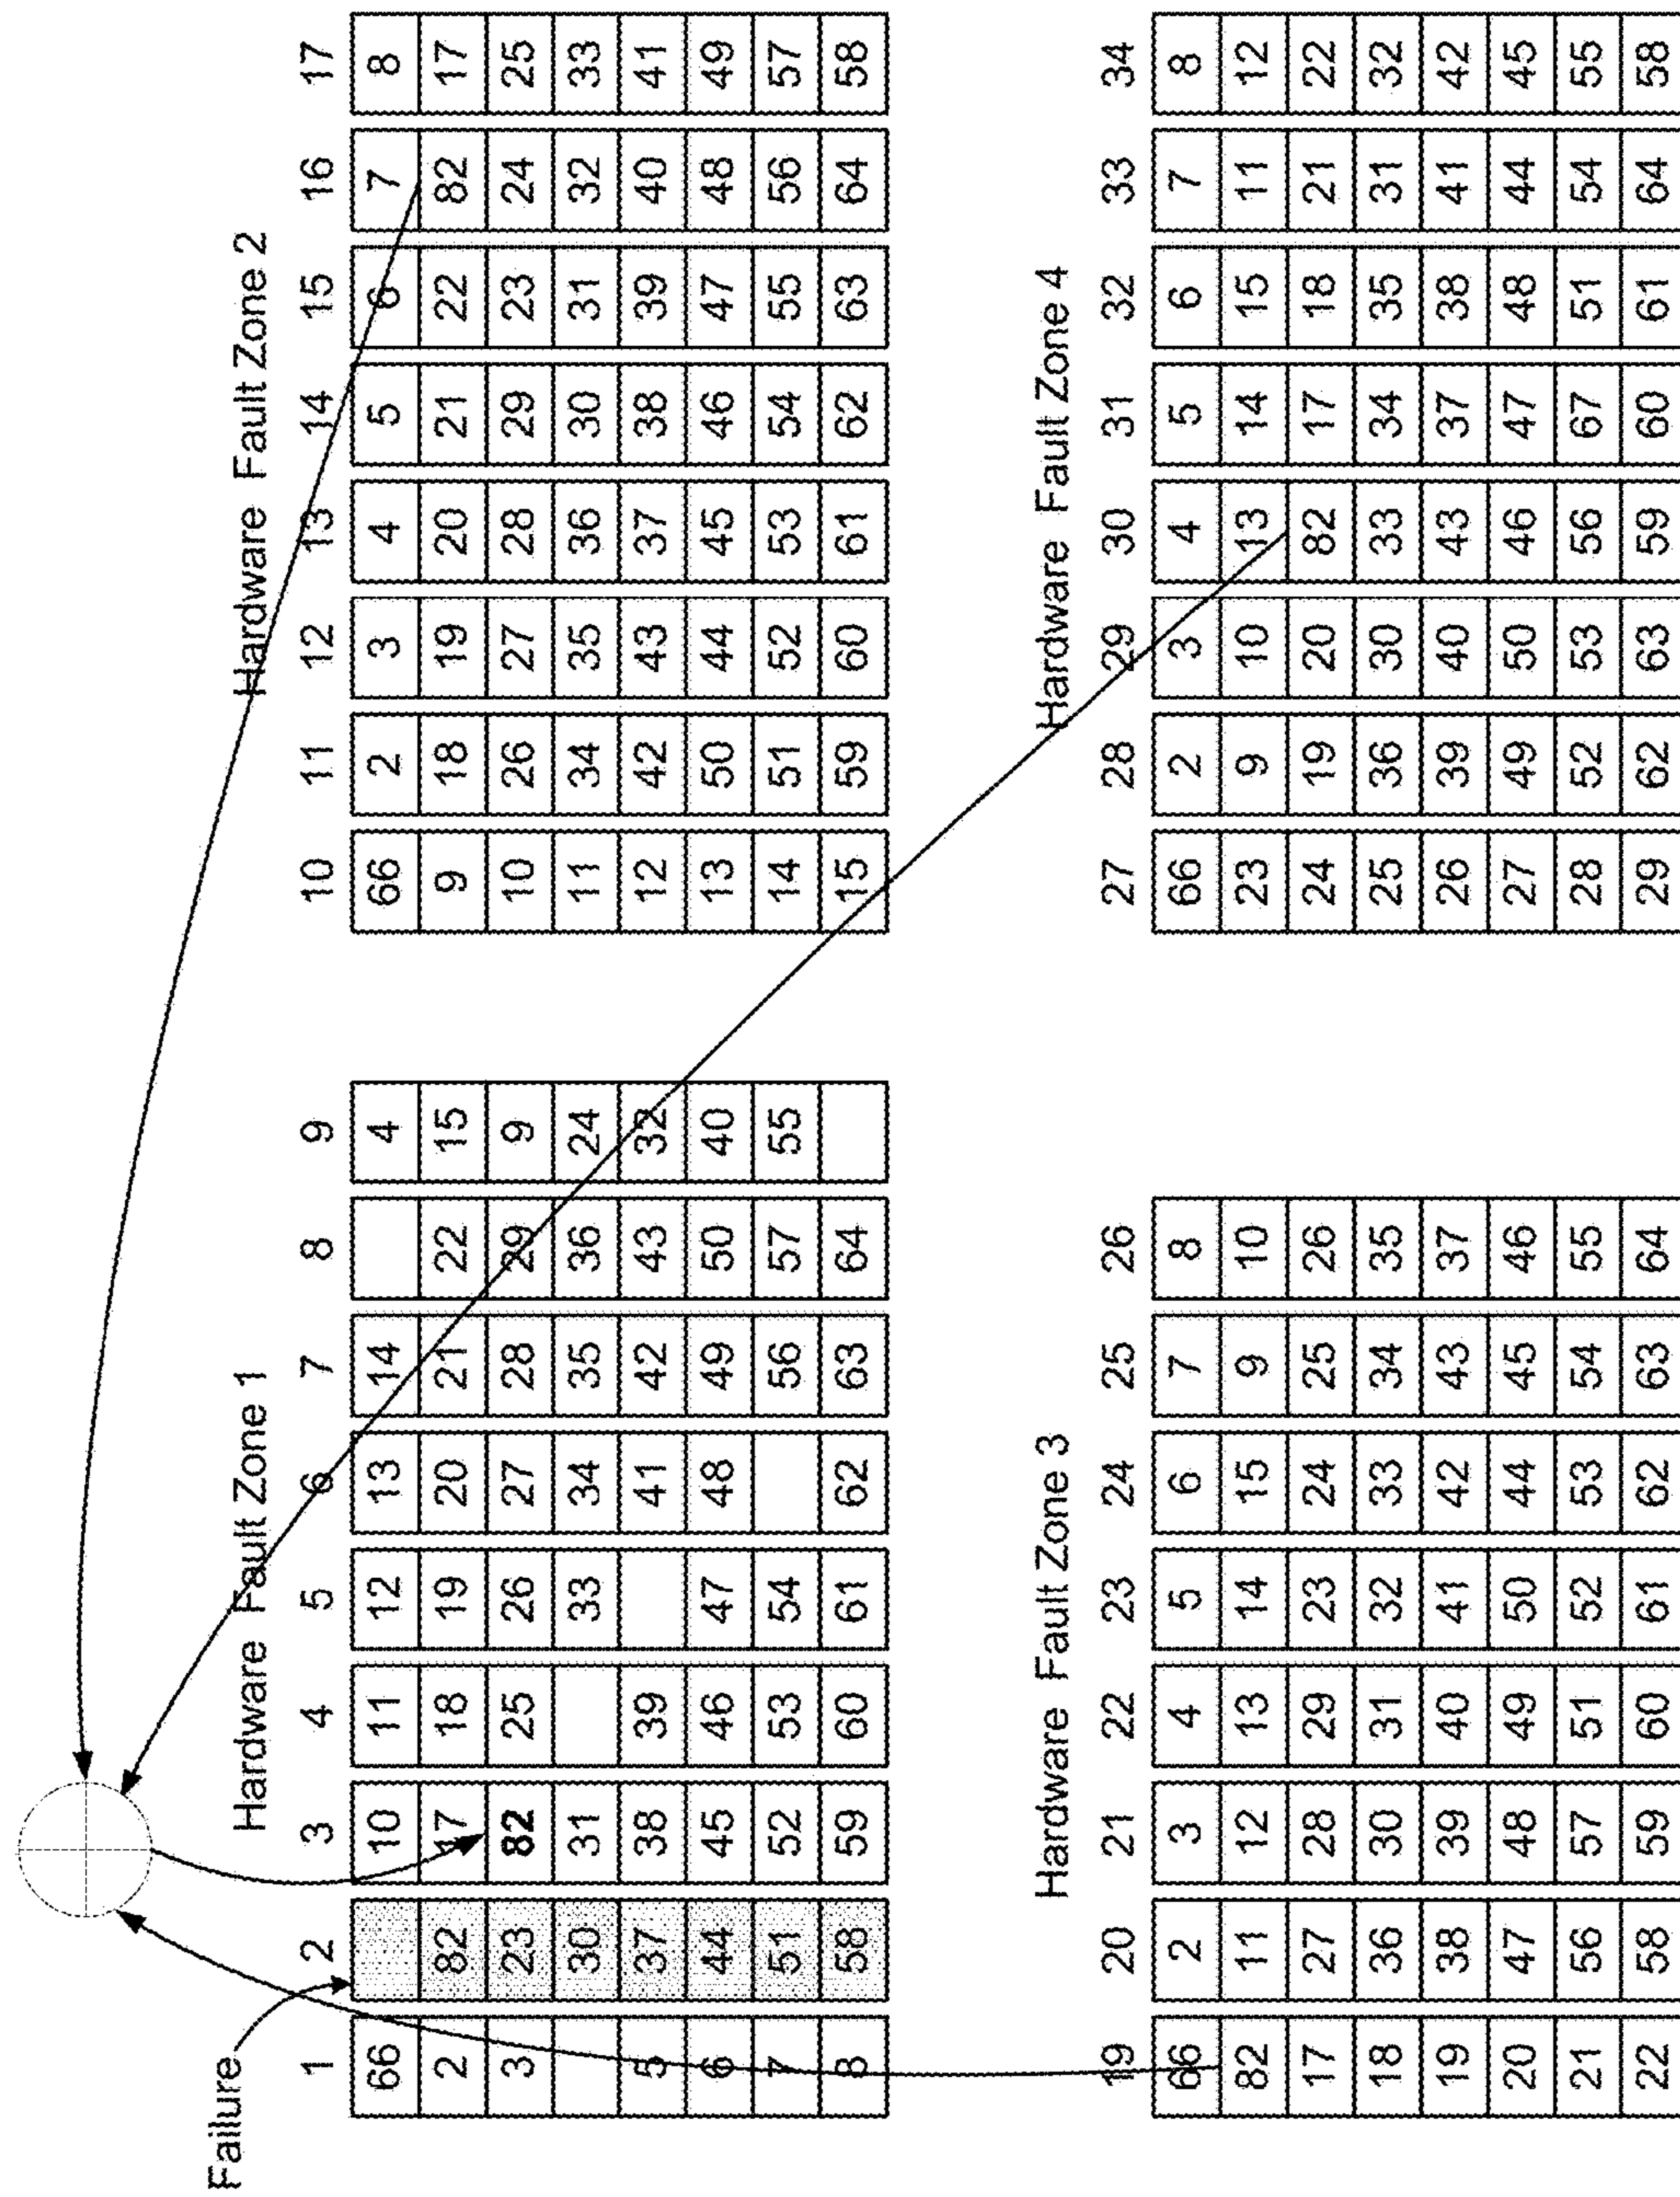 Failure
Hardware Fault Zone 1 Hardware Fault Zone 2
1 2 3 4 5 6 7 8 9 10 11 12 13 14 15 16 17
66 10 11 12 13 14 4 66 2 3 4 5 6 7 8
2 82 17 18 19 20 21 22 15 9 18 19 20 21 22 82 17
3 23 82 25 26 27 28 29 9 10 26 27 28 29 23 24 25
30 31 33 34 35 36 24 11 34 35 36 30 31 32 33
5 37 38 39 41 42 43 32 12 42 43 37 38 39 40 41
6 44 45 46 47 48 49 50 40 13 50 44 45 46 47 48 49
7 51 52 53 54 56 57 55 14 51 52 53 54 55 56 57
8 58 59 60 61 62 63 64 15 59 60 61 62 63 64 58
Hardware Fault Zone 3 Hardware Fault Zone 4
19 20 21 22 23 24 25 26 27 28 29 30 31 32 33 34
66 2 3 4 5 6 7 8 66 2 3 4 5 6 7 8
82 11 12 13 14 15 9 10 23 9 10 13 14 15 11 12
17 27 28 29 23 24 25 26 24 19 20 82 17 18 21 22
18 36 30 31 32 33 34 35 25 36 30 33 34 35 31 32
19 38 39 40 41 42 43 37 26 39 40 43 37 38 41 42
20 47 48 49 50 44 45 46 27 49 50 46 47 48 44 45
21 56 57 51 52 53 54 55 28 52 53 56 67 51 54 55
22 58 59 60 61 62 63 64 29 62 63 59 60 61 64 58